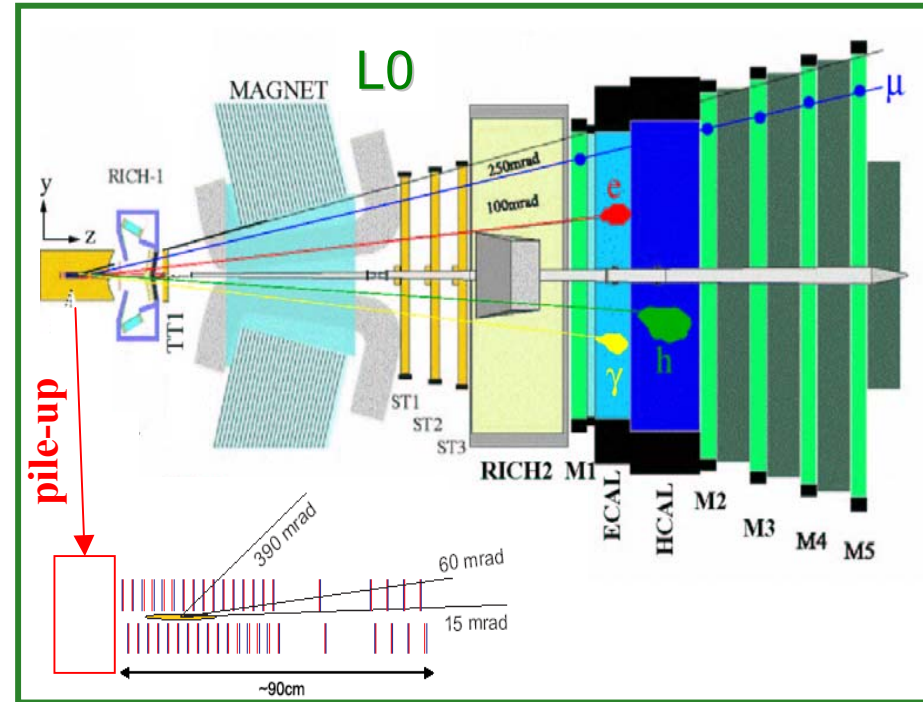 L0
MAGNET
μ
RICH-1
250mrad
y
e
100mrad
z
TT1
h
γ
ST1
ST2
ST3
RICH2
M1
ECAL
HCAL
M2
M3
M4
M5
pile-up
390 mrad
60 mrad
15 mrad
~90cm